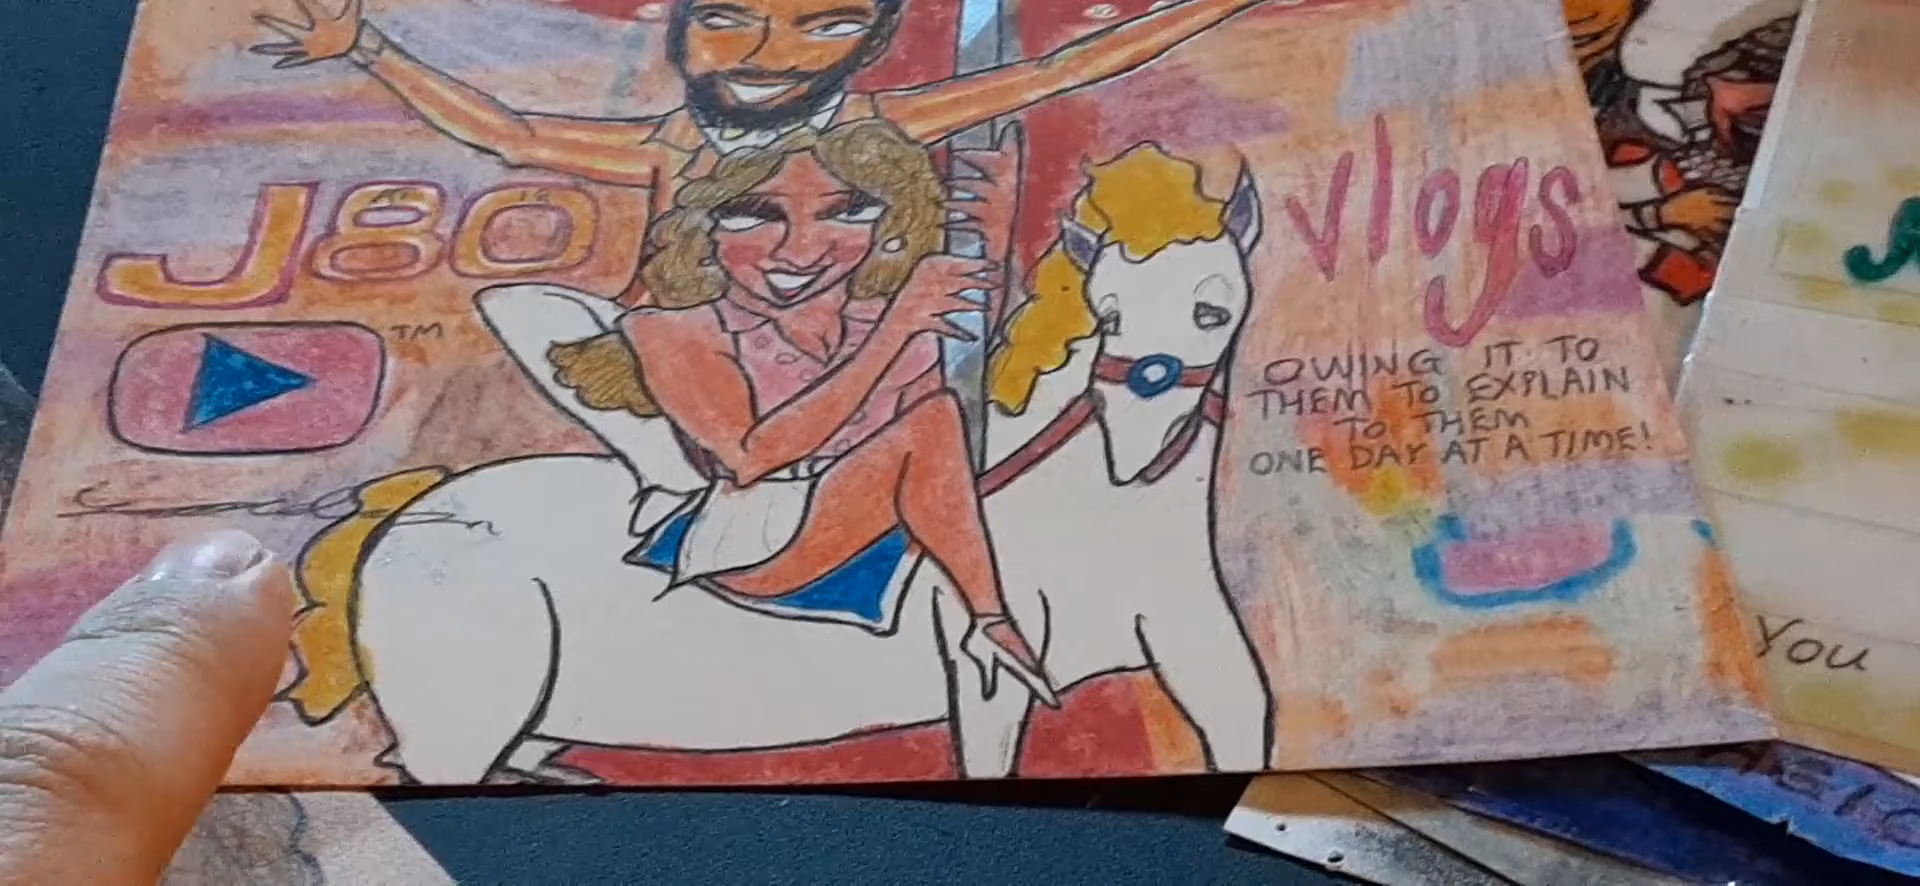 J80
TM
vlogs
OWING IT TO
THEM TO EXPLAIN
TO THEM
ONE DAY AT A TIME!
You